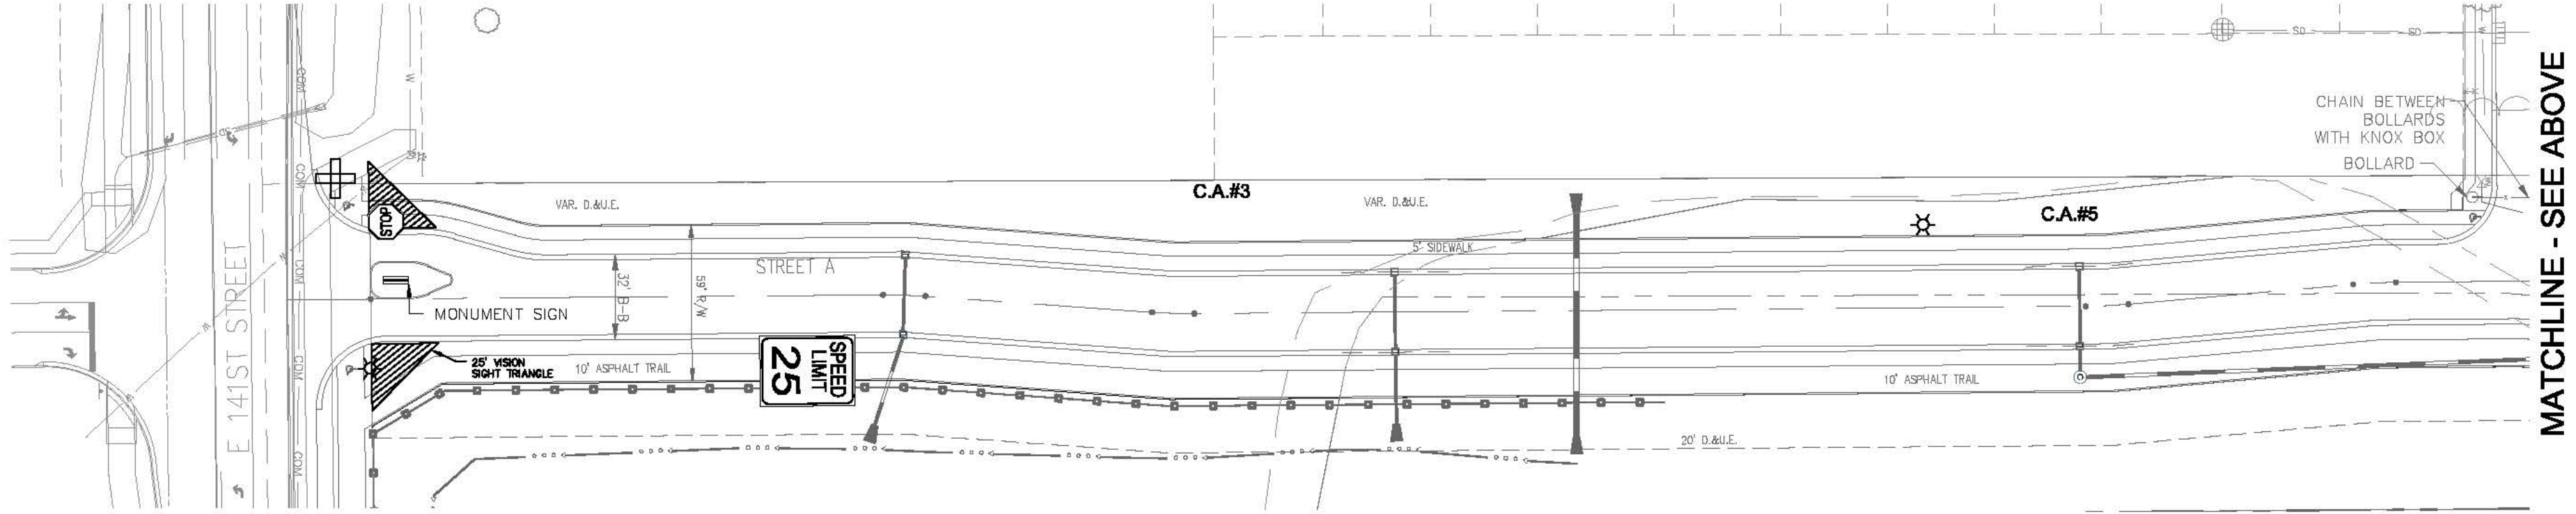 SD
SD
W
CHAIN BETWEEN
BOLLARDS
WITH KNOX BOX
BOLLARD
MATCHLINE - SEE ABOVE
COM
W
SD
COM
C.A.#3
VAR. D.&U.E.
VAR. D.&U.E.
C.A.#5
STOP
5' SIDEWALK
STREET A
E 141ST STREET
W
COM
32' B-B
59' R/W
MONUMENT SIGN
W
25' VISION
SIGHT TRIANGLE
10' ASPHALT TRAIL
SPEED
LIMIT
25
10' ASPHALT TRAIL
COM
20' D.&U.E.
COM